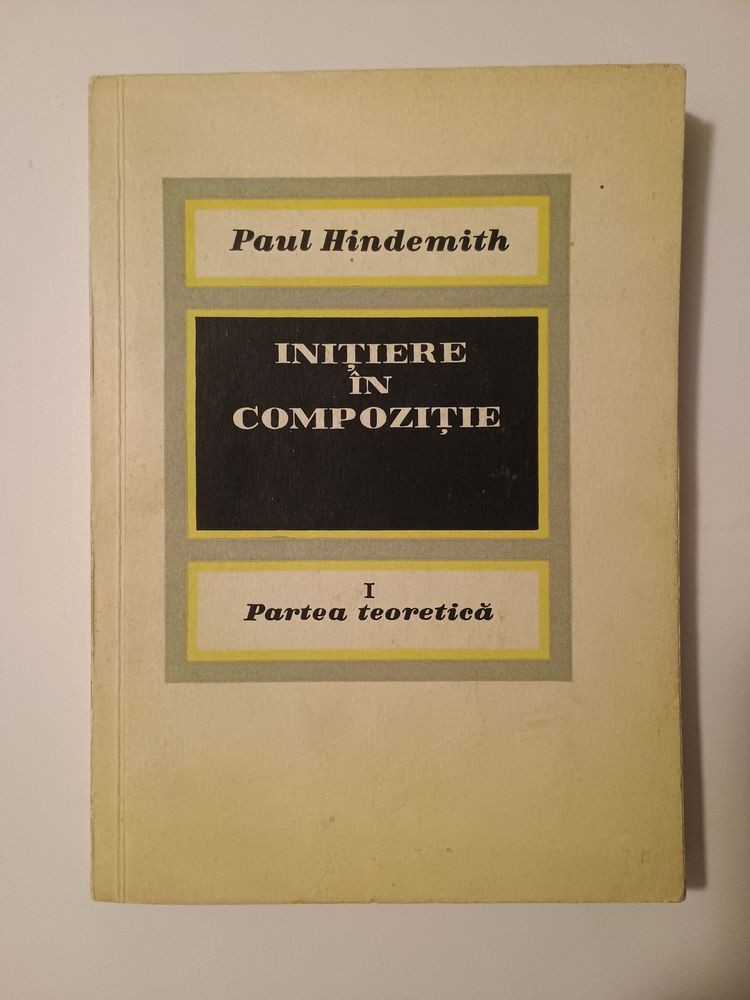 Paul Hindemith
INIȚIERE
ÎN
COMPOZIȚIE
I
Partea teoretică